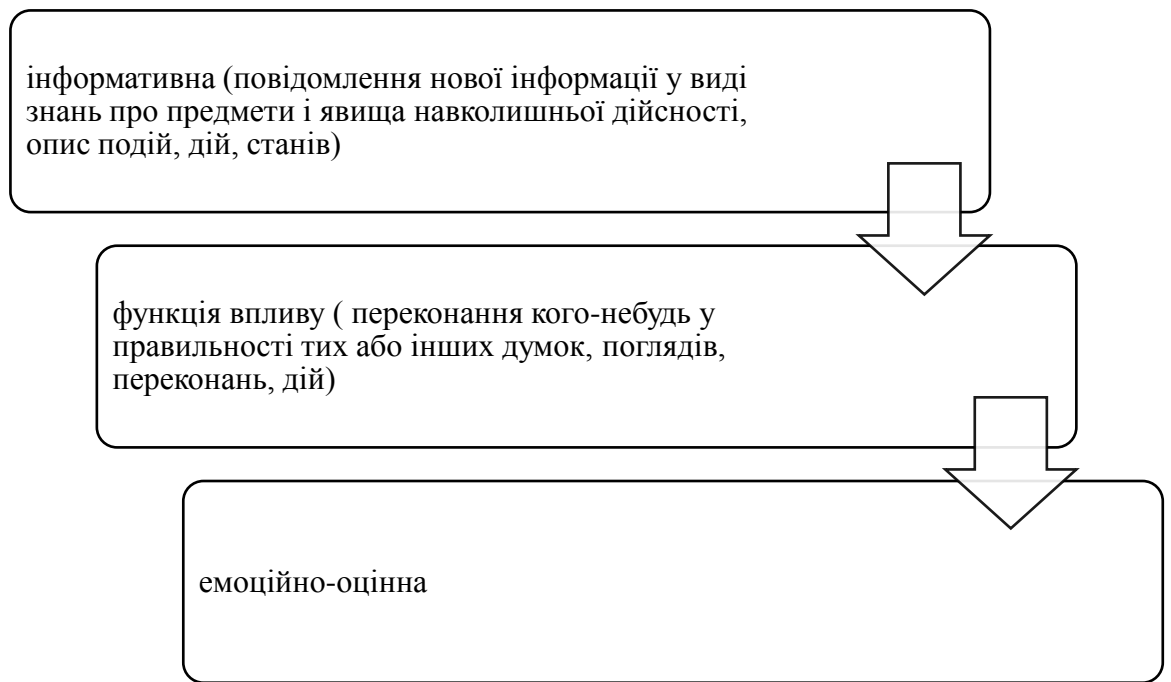 інформативна (повідомлення нової інформації у виді
знань про предмети і явища навколишньої дійсності,
опис подій, дій, станів)
функція впливу ( переконання кого-небудь у
правильності тих або інших думок, поглядів,
переконань, дій)
емоційно-оцінна